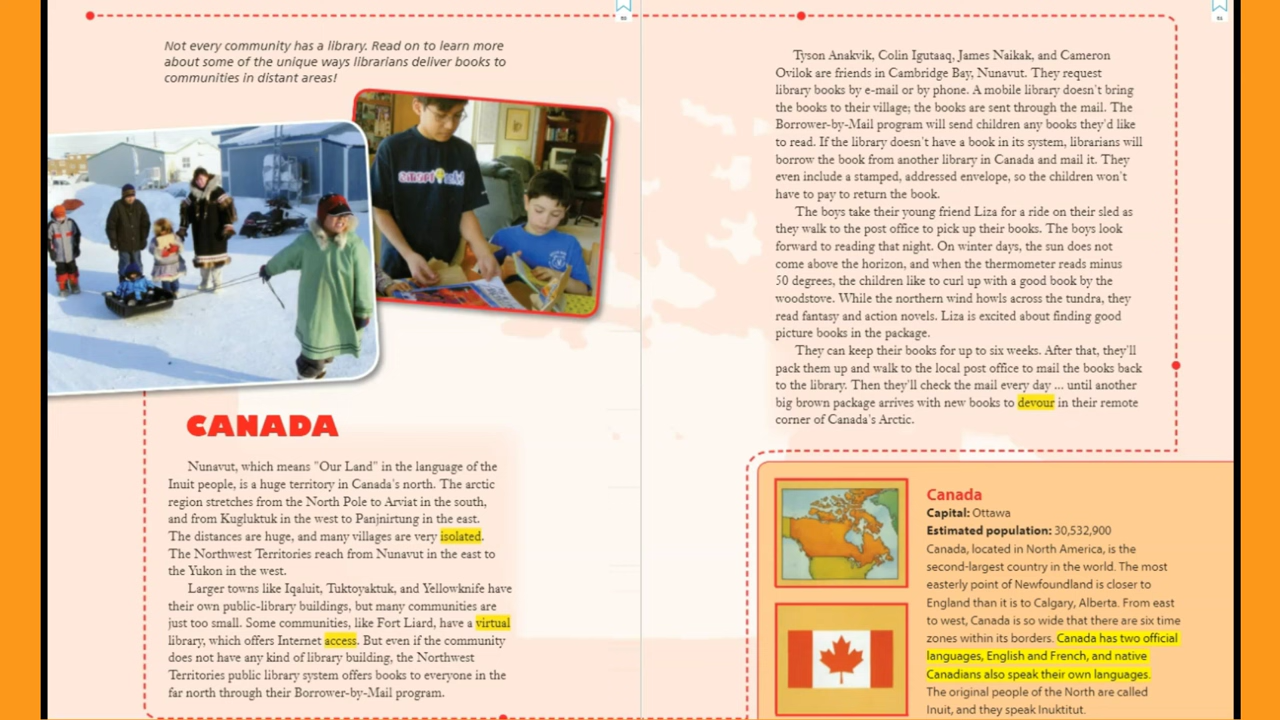 Not every community has a library. Read on to learn more
about some of the unique ways librarians deliver books to
communities in distant areas!
CANADA
Nunavut, which means "Our Land" in the language of the
Inuit people, is a huge territory in Canada's north. The arctic
region stretches from the North Pole to Arviat in the south,
and from Kugluktuk in the west to Panjnirtung in the east.
The distances are huge, and many villages are very isolated.
The Northwest Territories reach from Nunavut in the east to
the Yukon in the west.
Larger towns like Iqaluit, Tuktoyaktuk, and Yellowknife have
their own public-library buildings, but many communities are
just too small. Some communities, like Fort Liard, have a virtual
library, which offers Internet access. But even if the community
does not have any kind of library building, the Northwest
Territories public library system offers books to everyone in the
far north through their Borrower-by-Mail program.
Tyson Anakvik, Colin Igutaaq, James Naikak, and Cameron
Ovilok are friends in Cambridge Bay, Nunavut. They request
library books by e-mail or by phone. A mobile library doesn't bring
the books to their village; the books are sent through the mail. The
Borrower-by-Mail program will send children any books they'd like
to read. If the library doesn't have a book in its system, librarians will
borrow the book from another library in Canada and mail it. They
even include a stamped, addressed envelope, so the children won't
have to pay to return the book.
The boys take their young friend Liza for a ride on their sled as
they walk to the post office to pick up their books. The boys look
forward to reading that night. On winter days, the sun does not
come above the horizon, and when the thermometer reads minus
50 degrees, the children like to curl up with a good book by the
woodstove. While the northern wind howls across the tundra, they
read fantasy and action novels. Liza is excited about finding good
picture books in the package.
They can keep their books for up to six weeks. After that, they'll
pack them up and walk to the local post office to mail the books back
to the library. Then they'll check the mail every day ... until another
big brown package arrives with new books to devour in their remote
corner of Canada's Arctic.
Canada
Capital: Ottawa
Estimated population: 30,532,900
Canada, located in North America, is the
second-largest country in the world. The most
easterly point of Newfoundland is closer to
England than it is to Calgary, Alberta. From east
to west, Canada is so wide that there are six time
zones within its borders. Canada has two official
languages, English and French, and native
Canadians also speak their own languages.
The original people of the North are called
Inuit, and they speak Inuktitut.